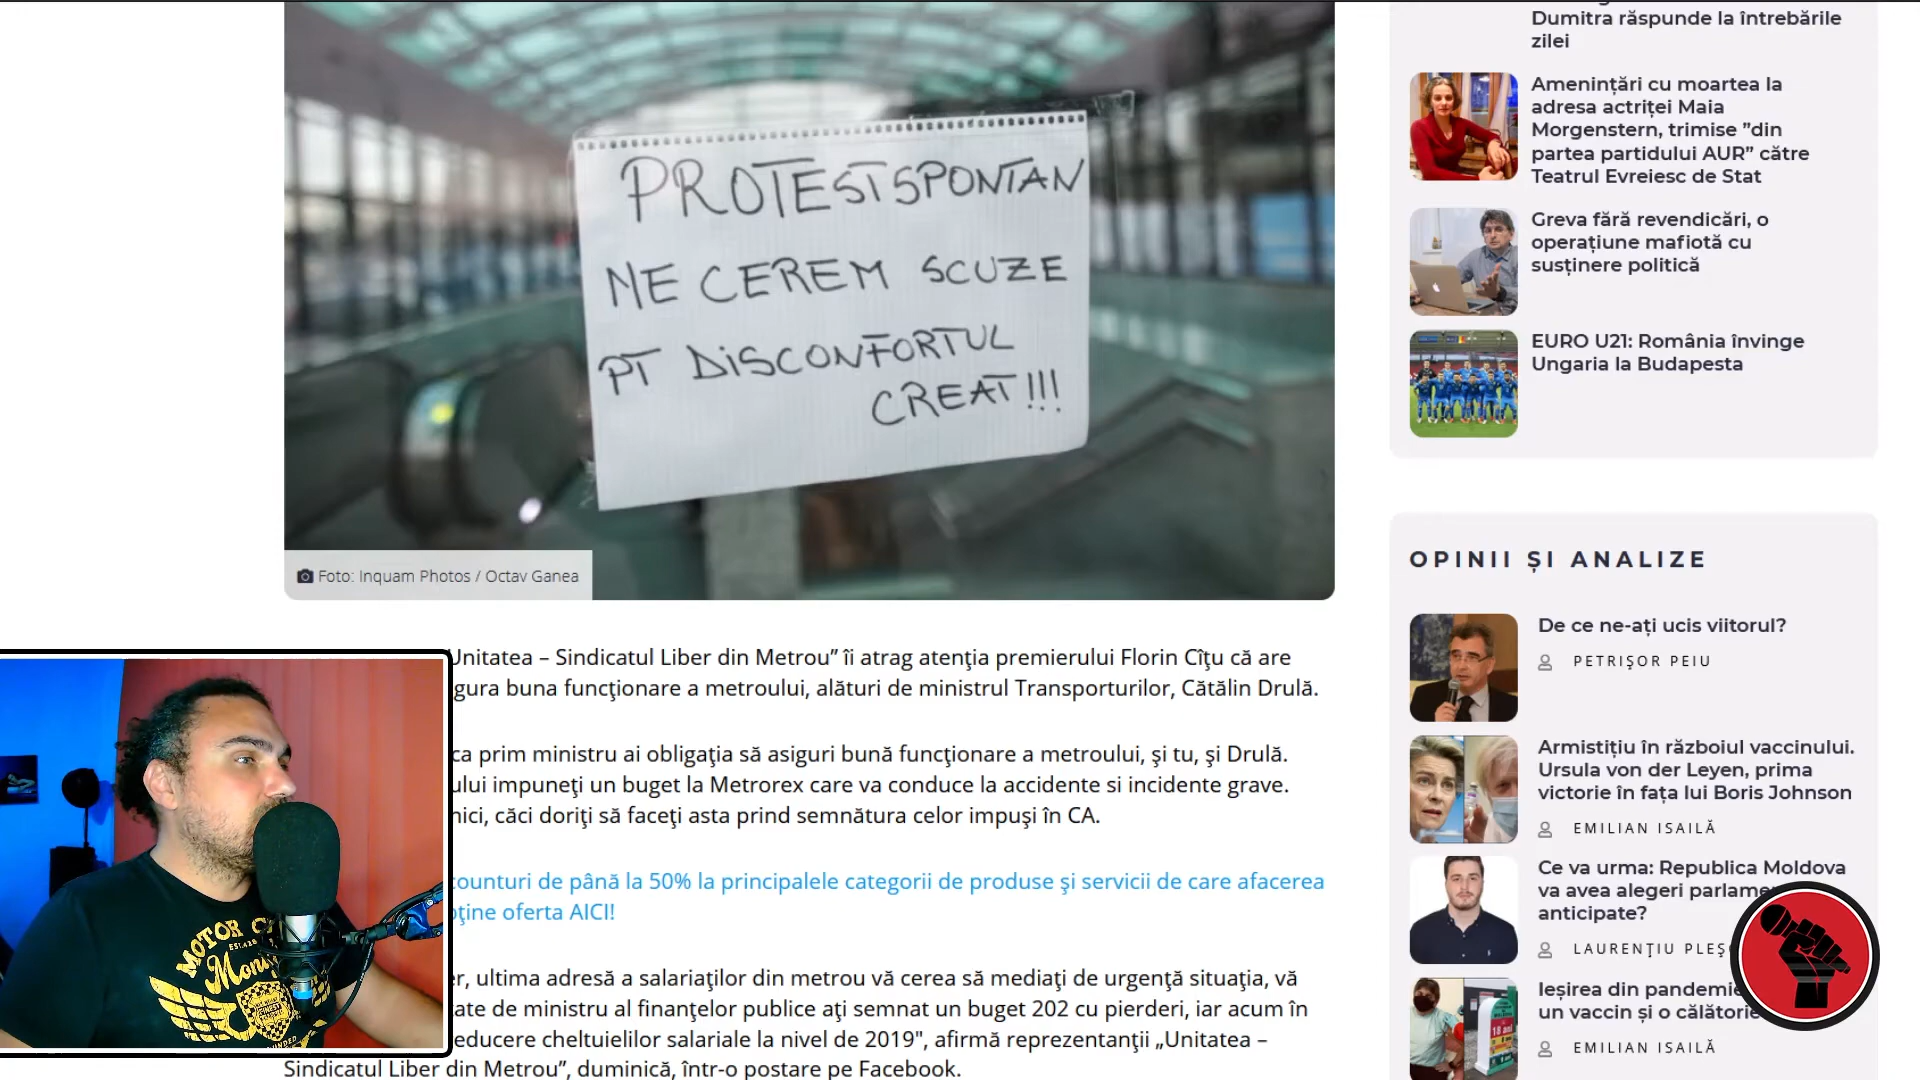 PROTEST SPONTAN
NE CEREM SCUZE
PT DISCONFORTUL
CREAT!!!
Foto: Inquam Photos / Octav Ganea
Unitatea – Sindicatul Liber din Metrou” îi atrag atenţia premierului Florin Cîţu că are
gura buna funcţionare a metroului, alături de ministrul Transporturilor, Cătălin Drulă.
ca prim ministru ai obligaţia să asiguri bună funcţionare a metroului, şi tu, şi Drulă.
ului impuneţi un buget la Metrorex care va conduce la accidente si incidente grave.
nici, căci doriţi să faceţi asta prind semnătura celor impuşi în CA.
counturi de până la 50% la principalele categorii de produse şi servicii de care afacerea
ţine oferta AICI!
er, ultima adresă a salariaţilor din metrou vă cerea să mediaţi de urgenţă situaţia, vă
ate de ministru al finanţelor publice aţi semnat un buget 202 cu pierderi, iar acum în
educere cheltuielilor salariale la nivel de 2019", afirmă reprezentanţii „Unitatea –
Sindicatul Liber din Metrou”, duminică, într-o postare pe Facebook.
Dumitra răspunde la întrebările
zilei
Amenințări cu moartea la
adresa actriței Maia
Morgenstern, trimise ”din
partea partidului AUR” către
Teatrul Evreiesc de Stat
Greva fără revendicări, o
operațiune mafiotă cu
susținere politică
EURO U21: România învinge
Ungaria la Budapesta
OPINII ȘI ANALIZE
De ce ne-ați ucis viitorul?
PETRIŞOR PEIU
Armistițiu în războiul vaccinului.
Ursula von der Leyen, prima
victorie în fața lui Boris Johnson
EMILIAN ISAILĂ
Ce va urma: Republica Moldova
va avea alegeri parlame
anticipate?
LAURENŢIU PLEŞ
Ieșirea din pandemie
un vaccin și o călătorie
EMILIAN ISAILĂ
MOTOR